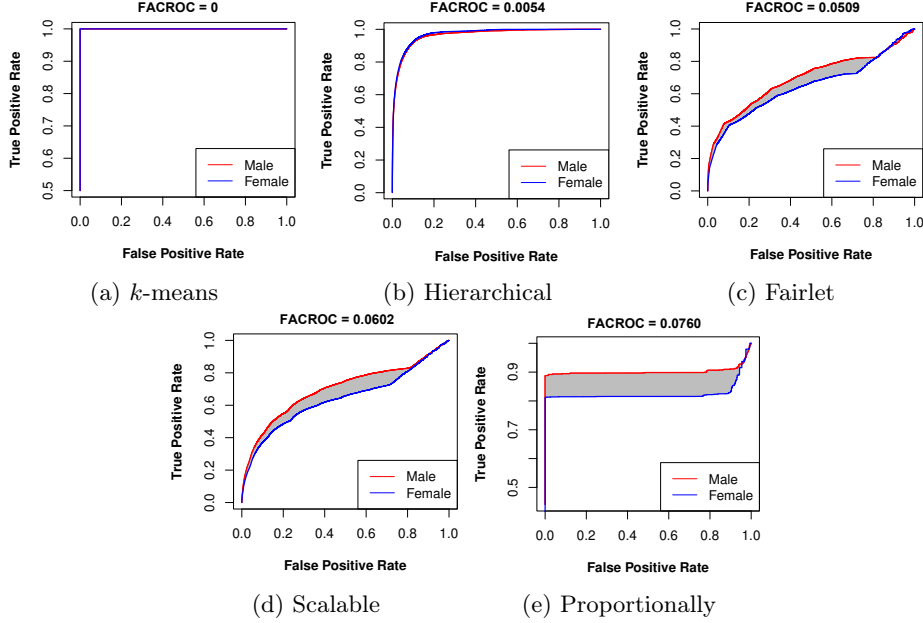 FACROC = 0
True Positive Rate
0.5 0.6 0.7 0.8 0.9 1.0
Male
Female
0.0 0.2 0.4 0.6 0.8 1.0
False Positive Rate
(a) k-means
FACROC = 0.0054
True Positive Rate
0.0 0.2 0.4 0.6 0.8 1.0
Male
Female
0.0 0.2 0.4 0.6 0.8 1.0
False Positive Rate
(b) Hierarchical
FACROC = 0.0509
True Positive Rate
0.0 0.2 0.4 0.6 0.8 1.0
Male
Female
0.0 0.2 0.4 0.6 0.8 1.0
False Positive Rate
(c) Fairlet
FACROC = 0.0602
True Positive Rate
0.0 0.2 0.4 0.6 0.8 1.0
Male
Female
0.0 0.2 0.4 0.6 0.8 1.0
False Positive Rate
(d) Scalable
FACROC = 0.0760
True Positive Rate
0.5 0.7 0.9
Male
Female
0.0 0.2 0.4 0.6 0.8 1.0
False Positive Rate
(e) Proportionally